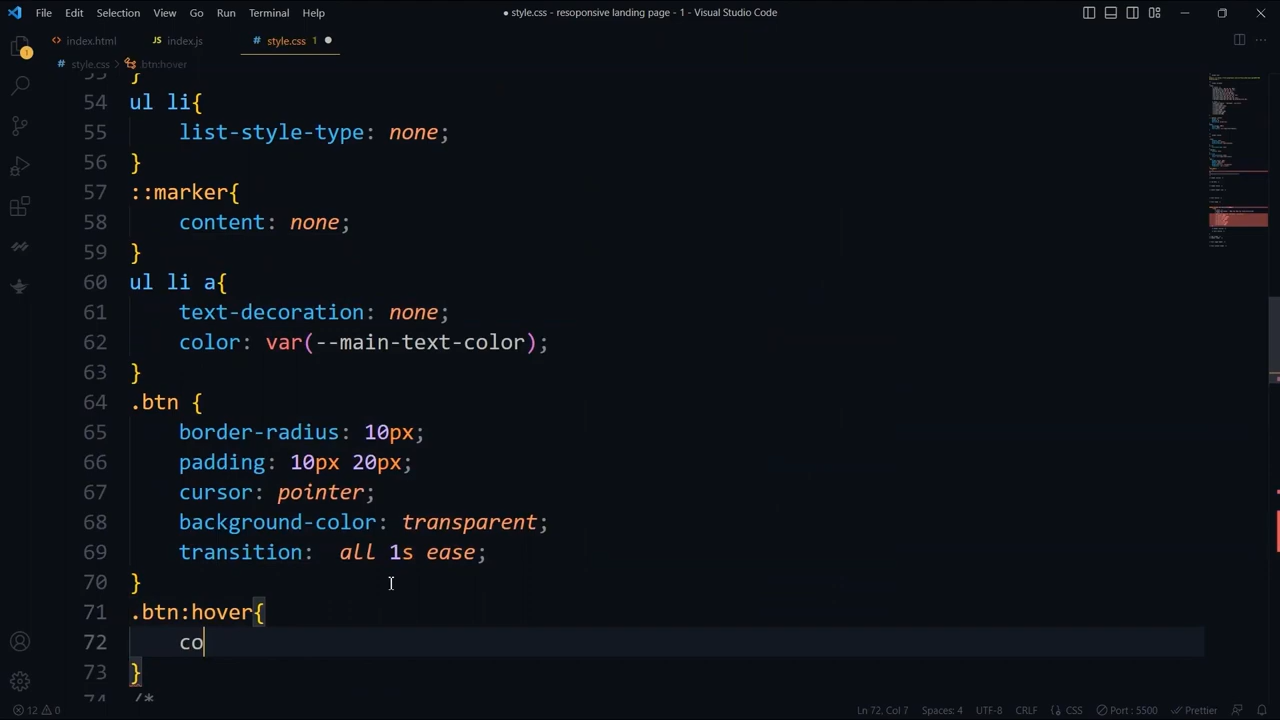 File Edit Selection View Go Run Terminal Help
● style.css - resoponsive landing page - 1 - Visual Studio Code
index.html JS index.js # style.css 1
# style.css > .btn:hover
}
54 ul li{
55 list-style-type: none;
56 }
57 ::marker{
58 content: none;
59 }
60 ul li a{
61 text-decoration: none;
62 color: var(--main-text-color);
63 }
64 .btn {
65 border-radius: 10px;
66 padding: 10px 20px;
67 cursor: pointer;
68 background-color: transparent;
69 transition:  all 1s ease;
70 }
71 .btn:hover{
72 co
73 }
74 /*
1
12 0 Ln 72, Col 7 Spaces: 4 UTF-8 CRLF CSS Port : 5500 Prettier